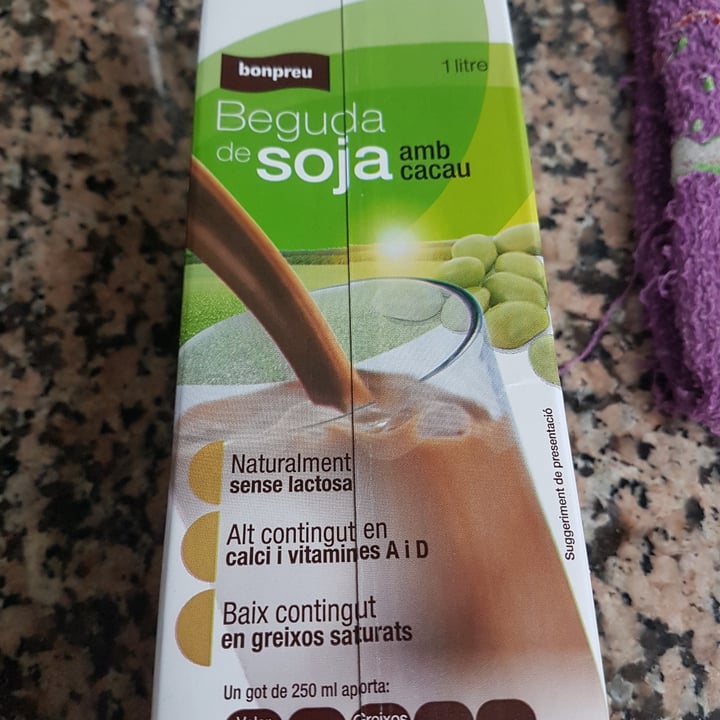 bonpreu
1 litre
Beguda
de soja amb
cacau
Naturalment
sense lactosa
Alt contingut en
calci i vitamines A i D
Baix contingut
en greixos saturats
Suggeriment de presentació
Un got de 250 ml aporta:
Valor Greixos